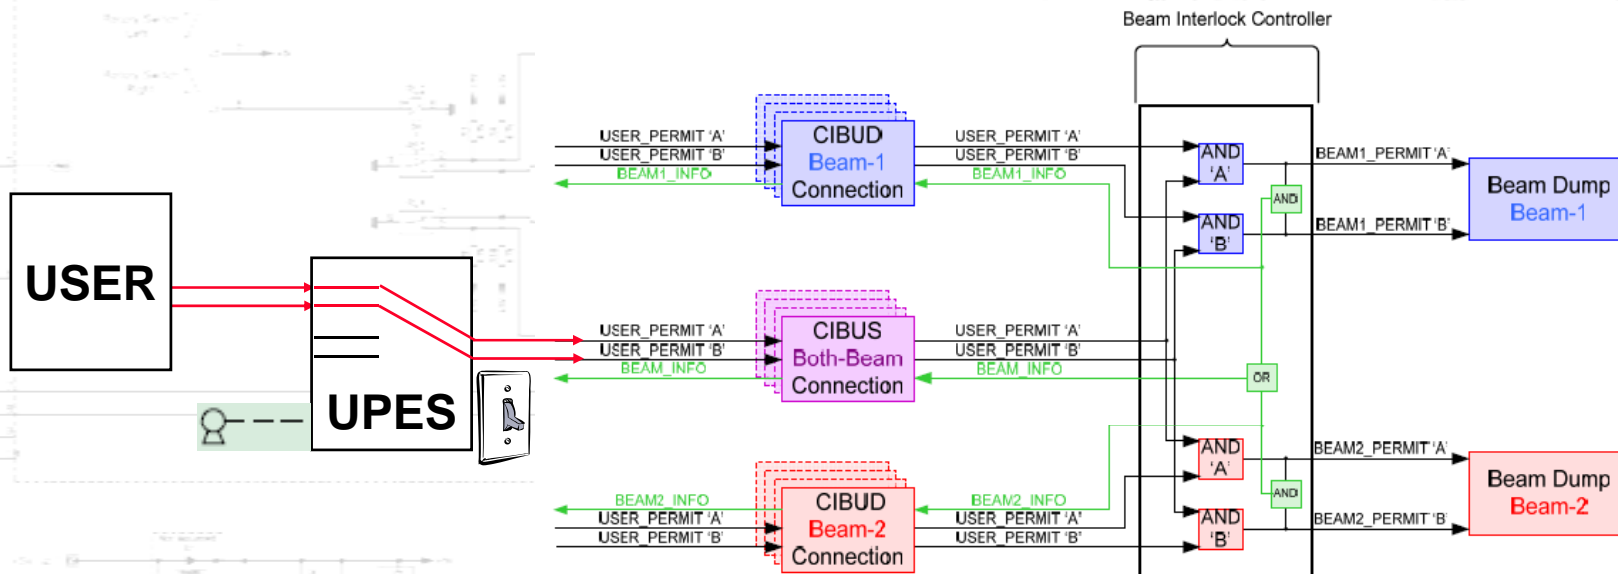 Beam Interlock Controller
USER_PERMIT 'A'
USER_PERMIT 'B'
BEAM1_INFO
CIBUD
Beam-1
Connection
USER_PERMIT 'A'
USER_PERMIT 'B'
BEAM1_INFO
AND
'A'
AND
AND
'B'
BEAM1_PERMIT 'A'
BEAM1_PERMIT 'B'
Beam Dump
Beam-1
USER
UPES
USER_PERMIT 'A'
USER_PERMIT 'B'
BEAM_INFO
CIBUS
Both-Beam
Connection
USER_PERMIT 'A'
USER_PERMIT 'B'
BEAM_INFO
OR
BEAM2_INFO
USER_PERMIT 'A'
USER_PERMIT 'B'
CIBUD
Beam-2
Connection
BEAM2_INFO
USER_PERMIT 'A'
USER_PERMIT 'B'
AND
'A'
AND
AND
'B'
BEAM2_PERMIT 'A'
BEAM2_PERMIT 'B'
Beam Dump
Beam-2